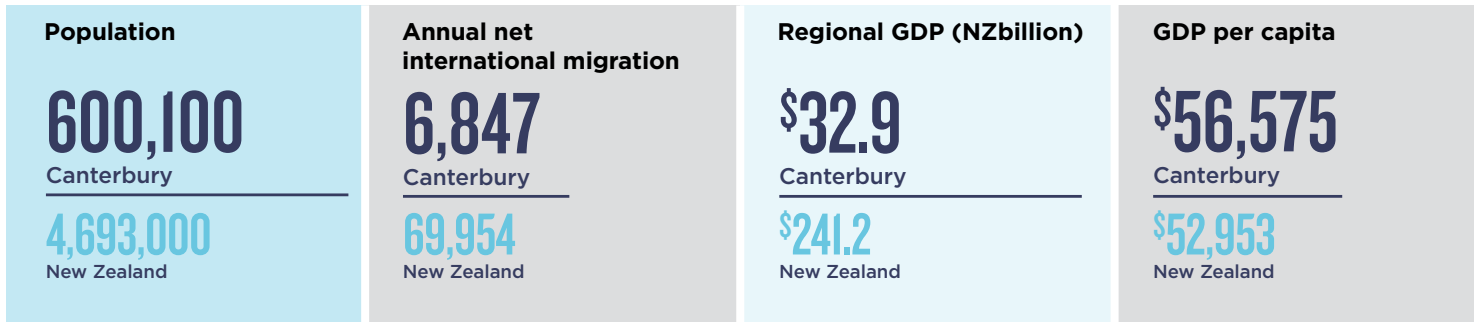 Population
600,100
Canterbury
4,693,000
New Zealand
Annual net
international migration
6,847
Canterbury
69,954
New Zealand
Regional GDP (NZbillion)
$32.9
Canterbury
$241.2
New Zealand
GDP per capita
$56,575
Canterbury
$52,953
New Zealand